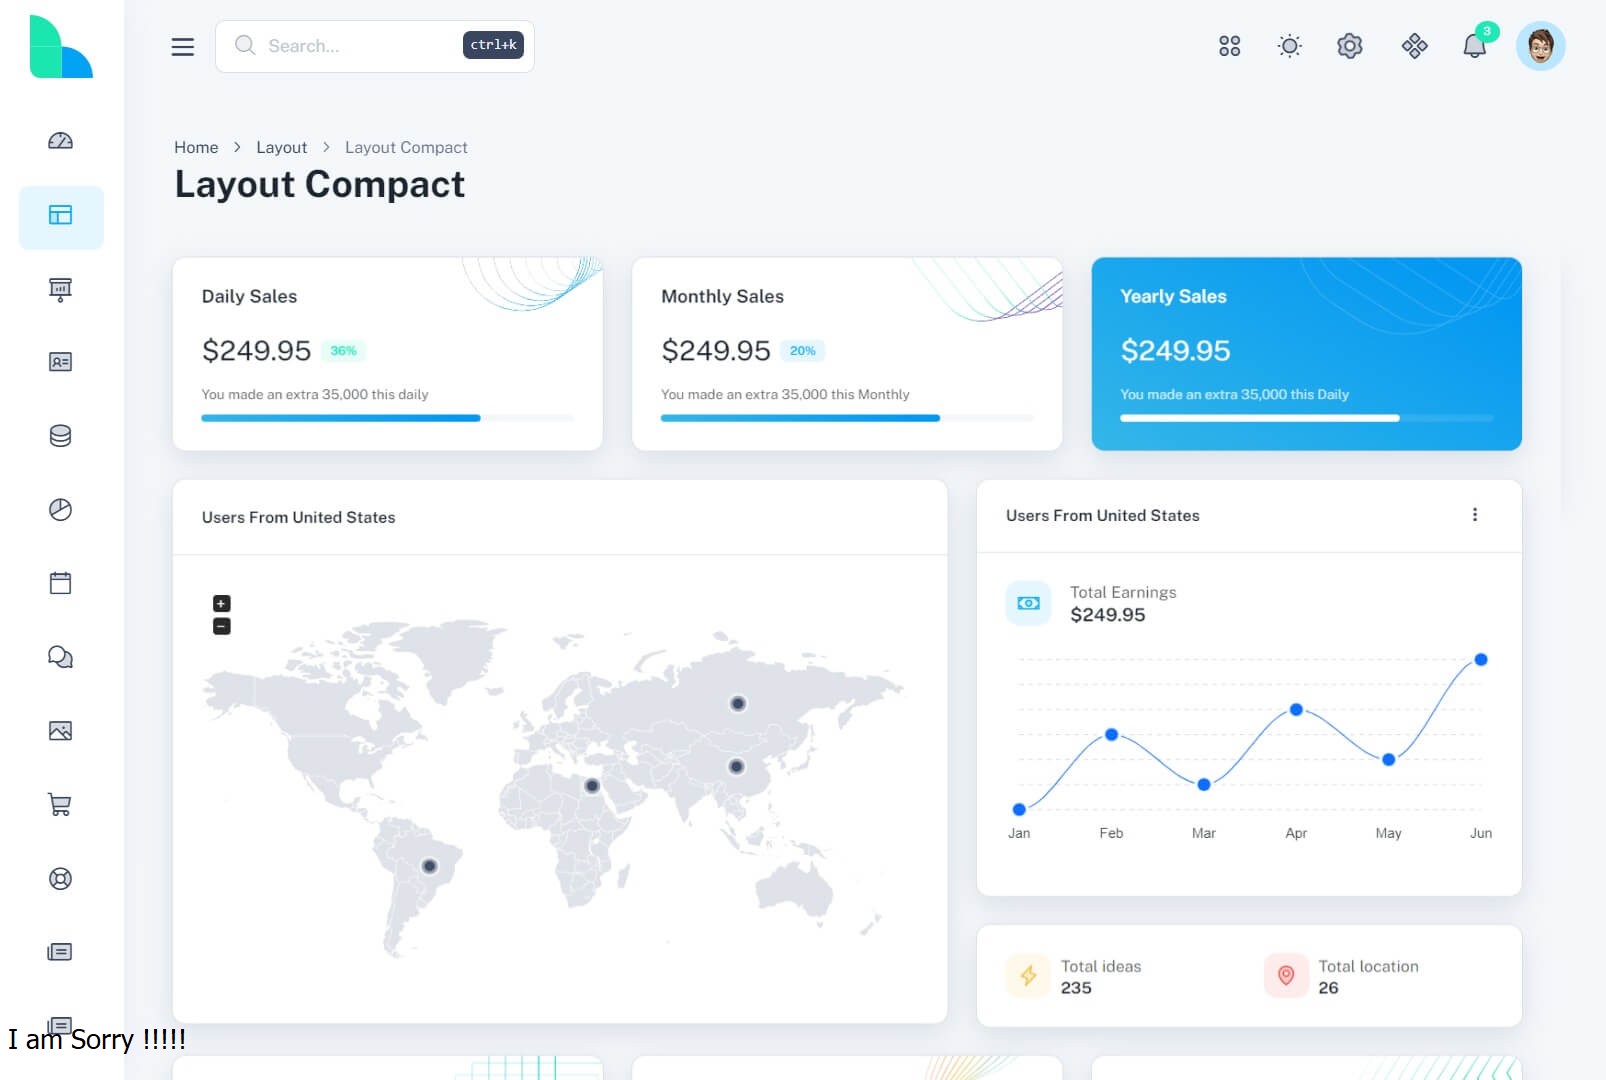 Search...
ctrl+k
3
Home > Layout > Layout Compact
Layout Compact
Daily Sales
$249.95 36%
You made an extra 35,000 this daily
Monthly Sales
$249.95 20%
You made an extra 35,000 this Monthly
Yearly Sales
$249.95
You made an extra 35,000 this Daily
Users From United States
+
−
Users From United States
Total Earnings
$249.95
Jan Feb Mar Apr May Jun
Total ideas
235
Total location
26
I am Sorry !!!!!